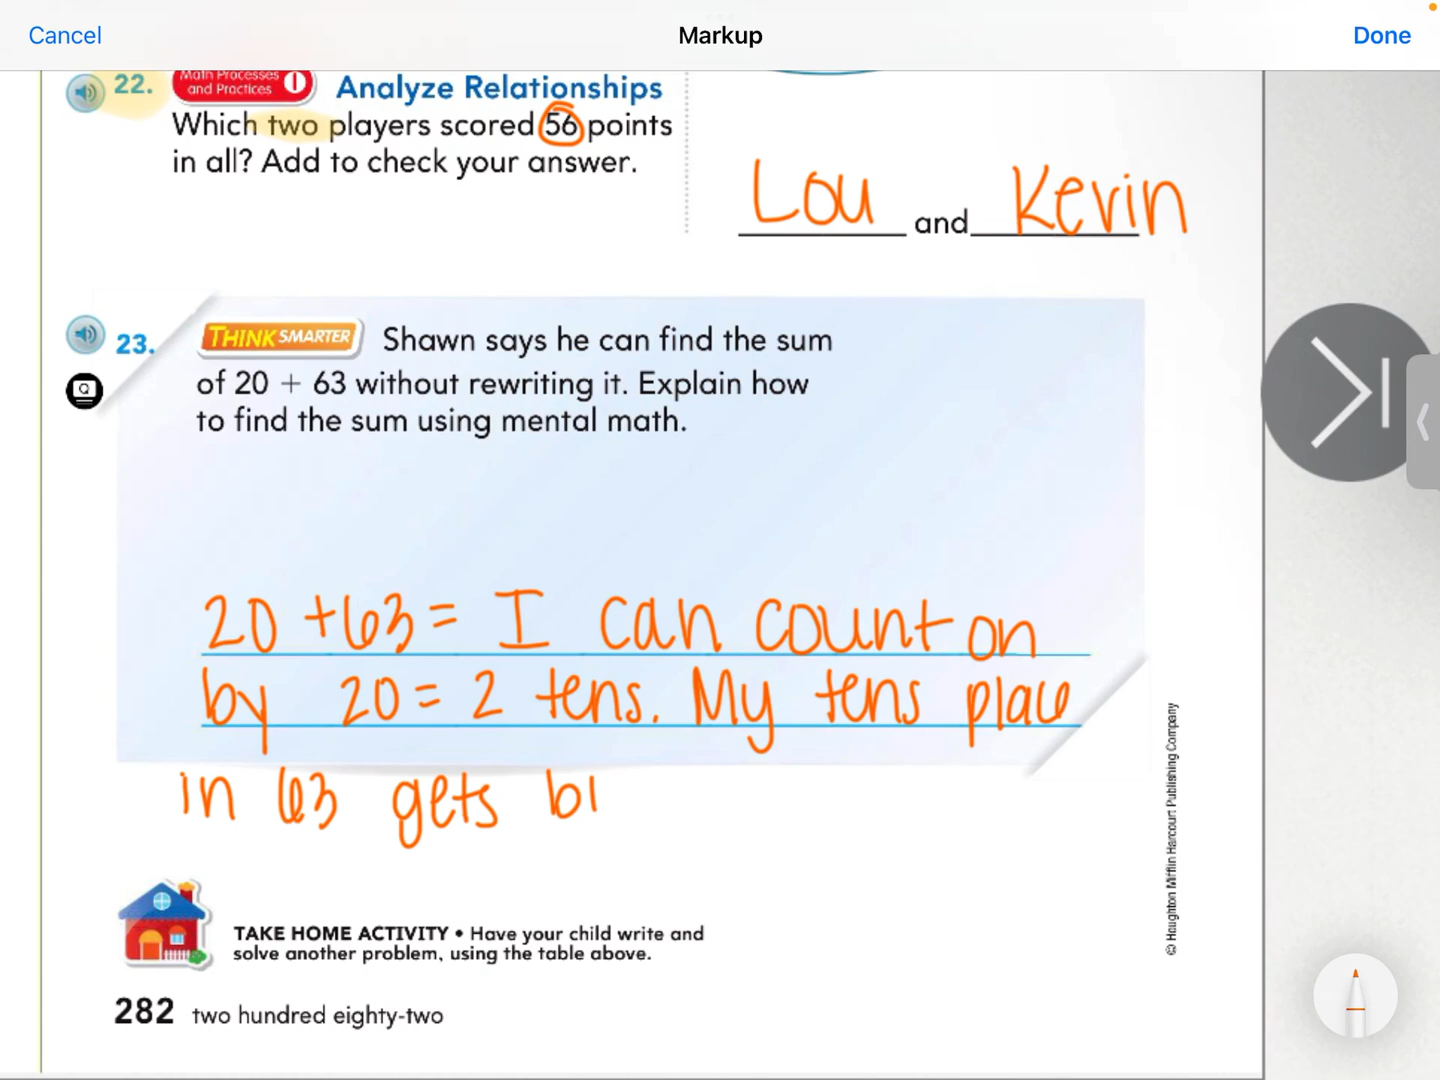 Cancel
Markup
Done
22.
Math Processes
and Practices 1
Analyze Relationships
Which two players scored 56 points
in all? Add to check your answer.
Lou and Kevin
23.
THINK SMARTER Shawn says he can find the sum
of 20 + 63 without rewriting it. Explain how
to find the sum using mental math.
20 + 63 = I can count on
by 20 = 2 tens. My tens place
in 63 gets bi
TAKE HOME ACTIVITY • Have your child write and
solve another problem, using the table above.
282 two hundred eighty-two
© Houghton Mifflin Harcourt Publishing Company